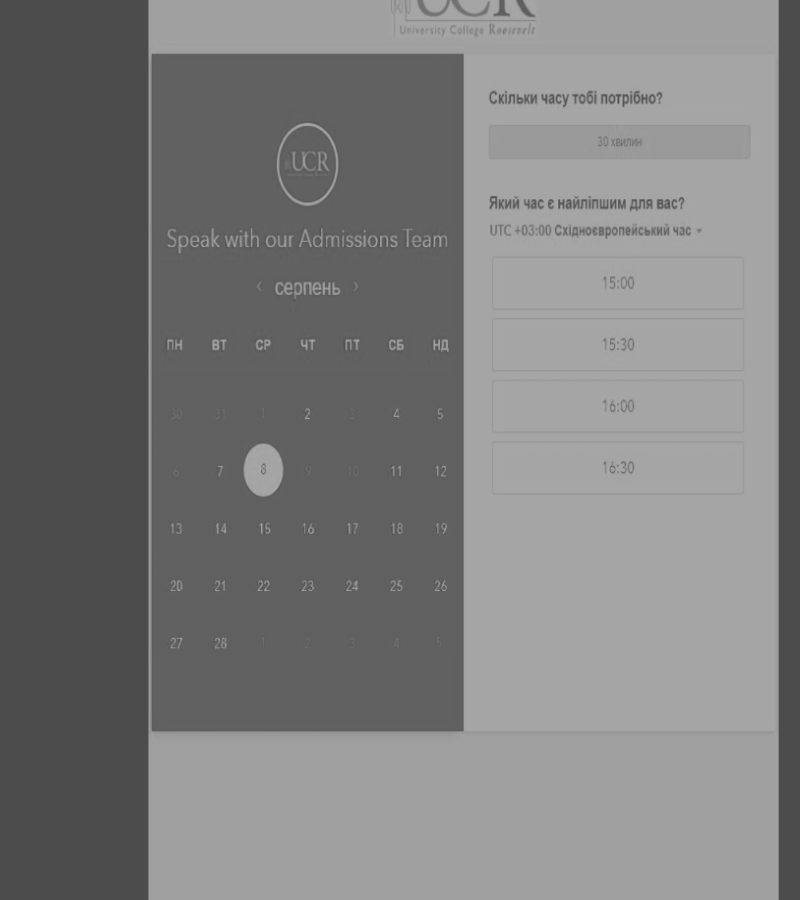 UCR
University College Roosevelt
UCR
Speak with our Admissions Team
‹ серпень ›
ПН ВТ СР ЧТ ПТ СБ НД
30 31 1 2 3 4 5
6 7 8 9 10 11 12
13 14 15 16 17 18 19
20 21 22 23 24 25 26
27 28 1 2 3 4 5
Скільки часу тобі потрібно?
30 хвилин
Який час є найліпшим для вас?
UTC +03:00 Східноєвропейський час
15:00
15:30
16:00
16:30